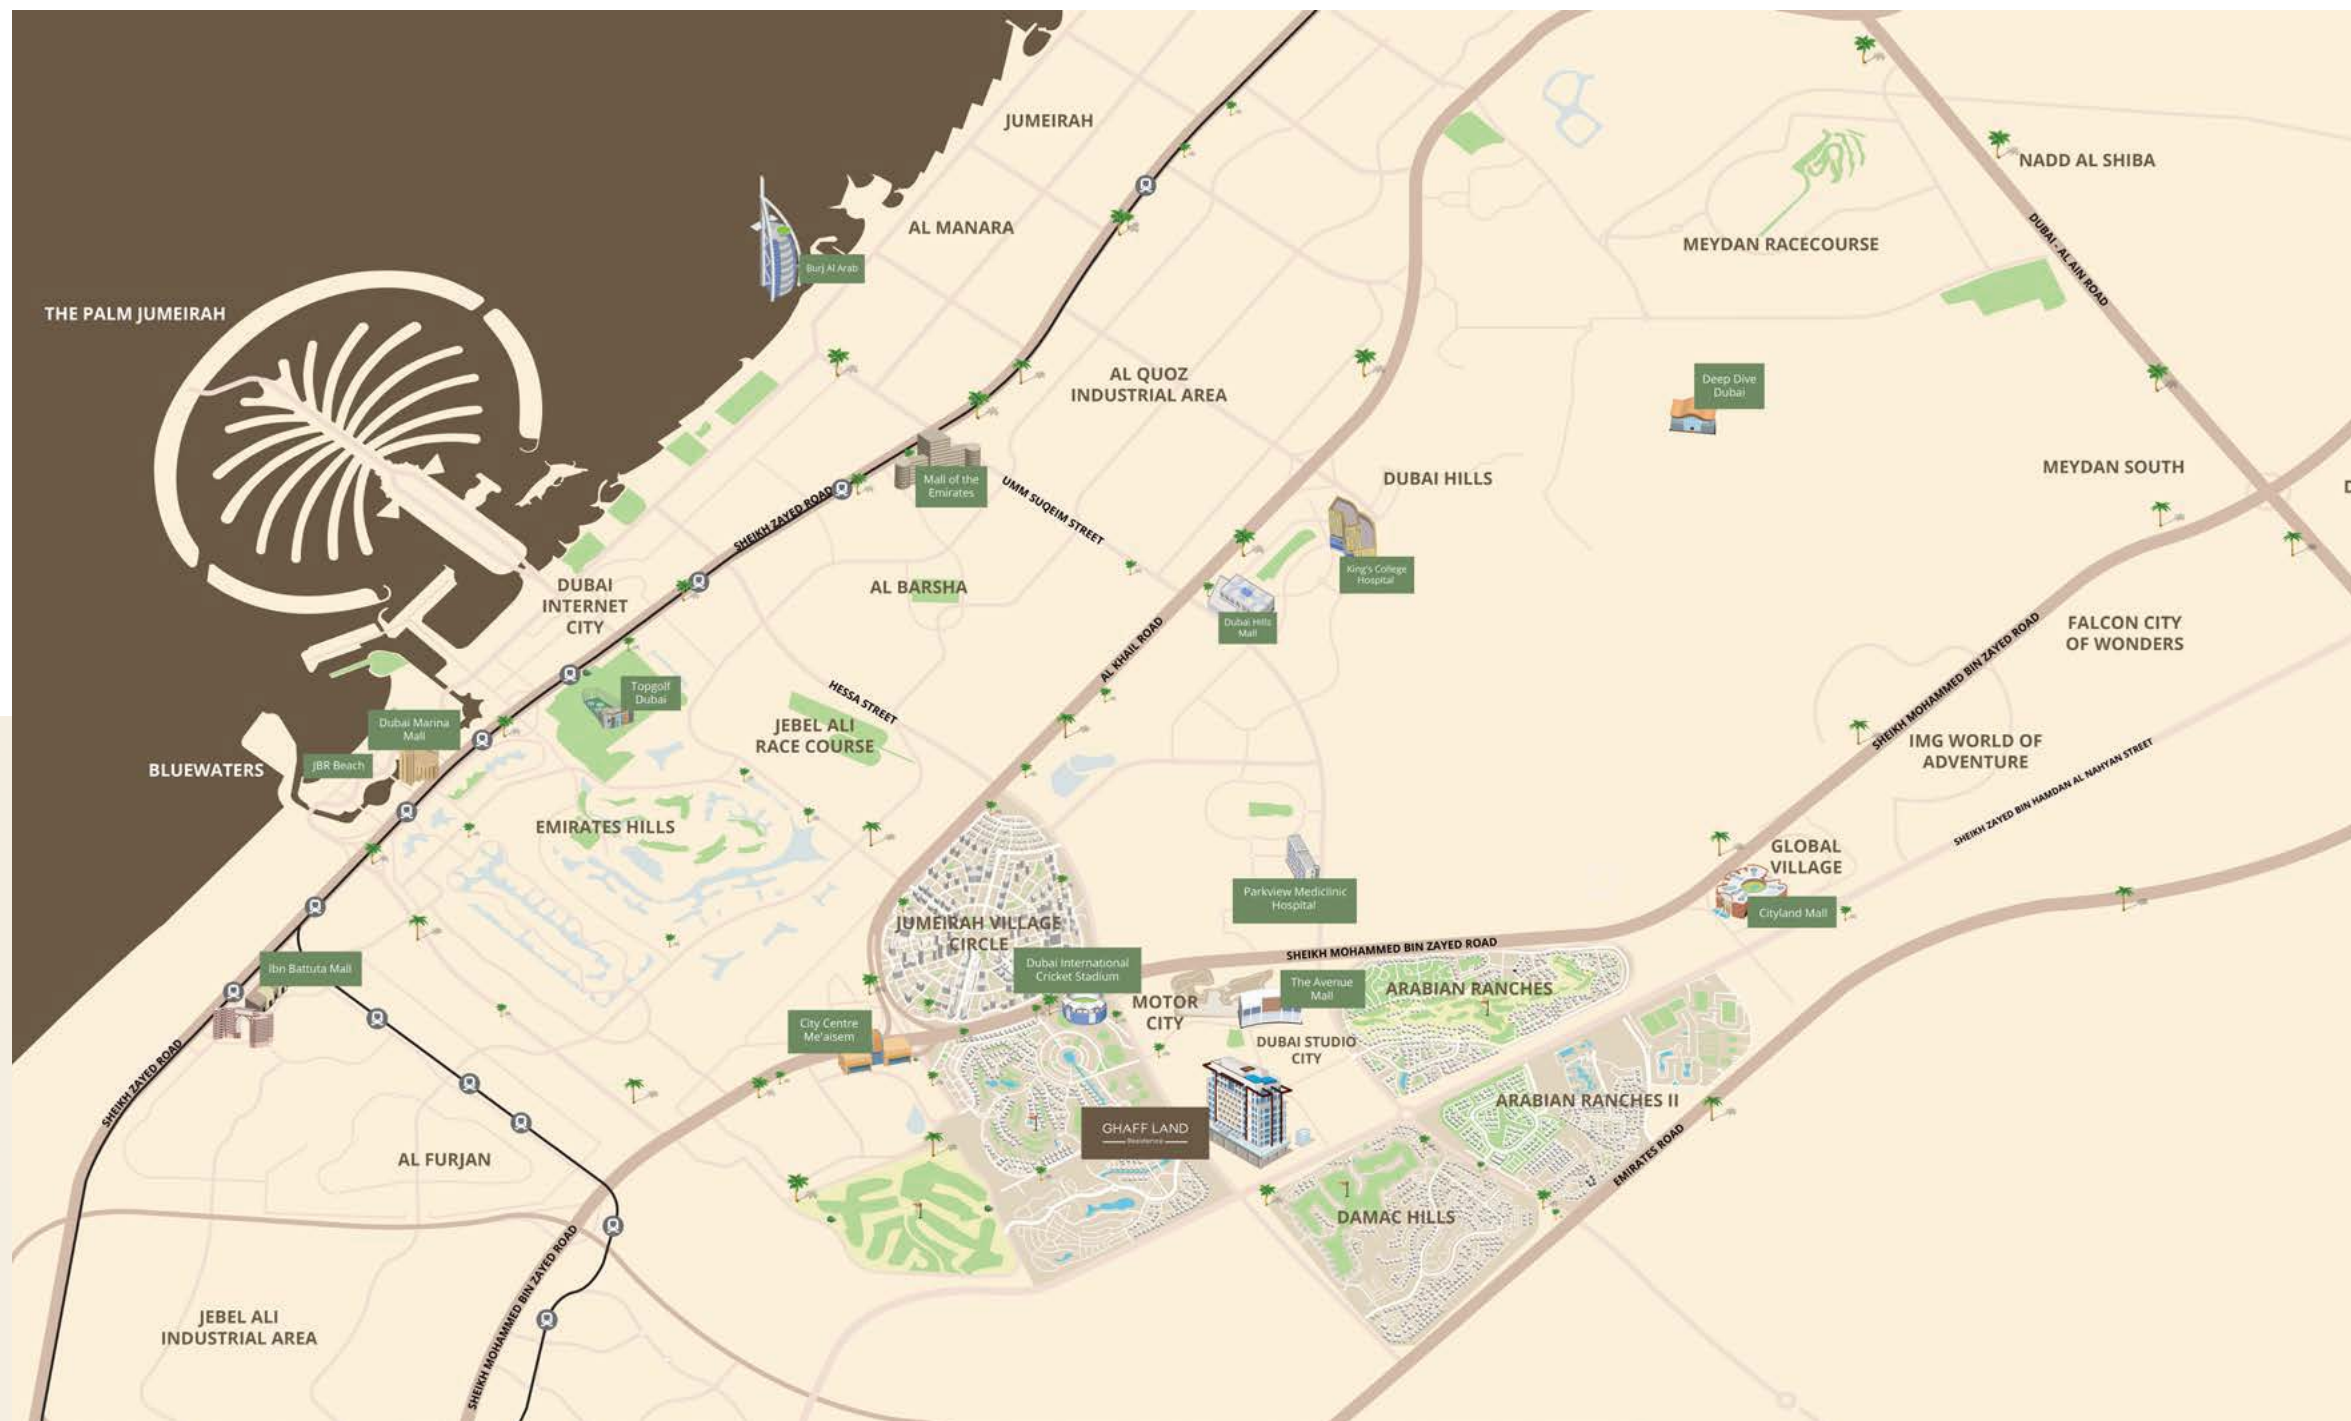 JUMEIRAH
NADD AL SHIBA
AL MANARA
MEYDAN RACECOURSE
DUBAI - AL AIN ROAD
Burj Al Arab
THE PALM JUMEIRAH
AL QUOZ
INDUSTRIAL AREA
Deep Dive
Dubai
MEYDAN SOUTH
DUBAI HILLS
Mall of the
Emirates
UMM SUQEIM STREET
SHEIKH ZAYED ROAD
King's College
Hospital
DUBAI
INTERNET
CITY
AL BARSHA
Dubai Hills
Mall
AL KHAIL ROAD
FALCON CITY
OF WONDERS
SHEIKH MOHAMMED BIN ZAYED ROAD
Topgolf
Dubai
HESSA STREET
Dubai Marina
Mall
JEBEL ALI
RACE COURSE
IMG WORLD OF
ADVENTURE
SHEIKH ZAYED BIN HAMDAN AL NAHYAN STREET
BLUEWATERS
JBR Beach
EMIRATES HILLS
GLOBAL
VILLAGE
Parkview Mediclinic
Hospital
Cityland Mall
JUMEIRAH VILLAGE
CIRCLE
SHEIKH MOHAMMED BIN ZAYED ROAD
Ibn Battuta Mall
Dubai International
Cricket Stadium
The Avenue
Mall
ARABIAN RANCHES
MOTOR
CITY
City Centre
Me'aisem
DUBAI STUDIO
CITY
SHEIKH ZAYED ROAD
ARABIAN RANCHES II
GHAFF LAND
Residence
EMIRATES ROAD
AL FURJAN
DAMAC HILLS
SHEIKH MOHAMMED BIN ZAYED ROAD
JEBEL ALI
INDUSTRIAL AREA